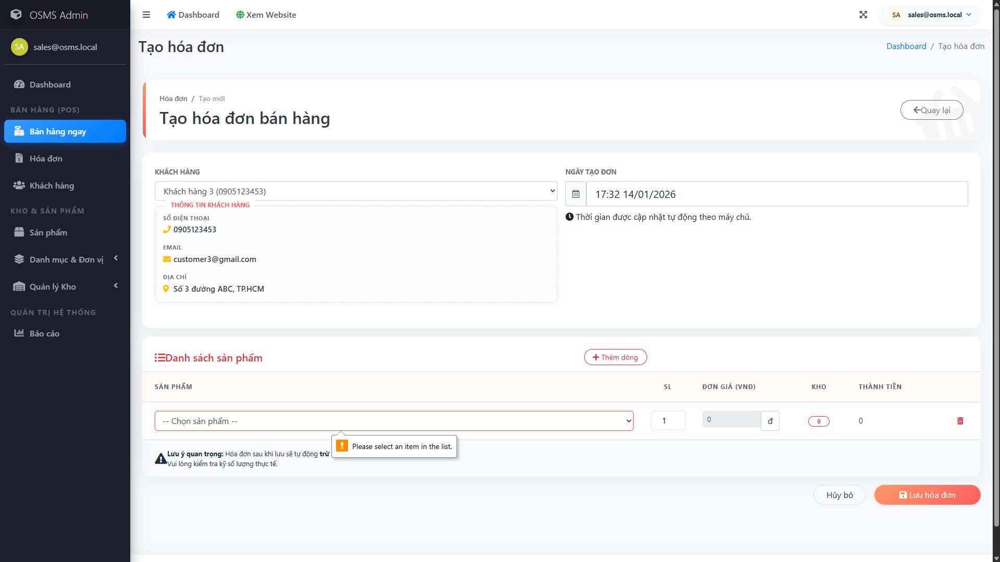 OSMS Admin
SA
sales@osms.local
Dashboard
BÁN HÀNG (POS)
Bán hàng ngay
Hóa đơn
Khách hàng
KHO & SẢN PHẨM
Sản phẩm
Danh mục & Đơn vị
Quản lý Kho
QUẢN TRỊ HỆ THỐNG
Báo cáo
Dashboard
Xem Website
SA
sales@osms.local
Tạo hóa đơn
Dashboard / Tạo hóa đơn
Hóa đơn / Tạo mới
Tạo hóa đơn bán hàng
Quay lại
KHÁCH HÀNG
Khách hàng 3 (0905123453)
THÔNG TIN KHÁCH HÀNG
SỐ ĐIỆN THOẠI
0905123453
EMAIL
customer3@gmail.com
ĐỊA CHỈ
Số 3 đường ABC, TP.HCM
NGÀY TẠO ĐƠN
17:32 14/01/2026
Thời gian được cập nhật tự động theo máy chủ.
Danh sách sản phẩm
Thêm dòng
SẢN PHẨM SL ĐƠN GIÁ (VNĐ) KHO THÀNH TIỀN
-- Chọn sản phẩm -- 1 0 đ 0 0
Please select an item in the list.
Lưu ý quan trọng: Hóa đơn sau khi lưu sẽ tự động trừ
Vui lòng kiểm tra kỹ số lượng thực tế.
Hủy bỏ
Lưu hóa đơn